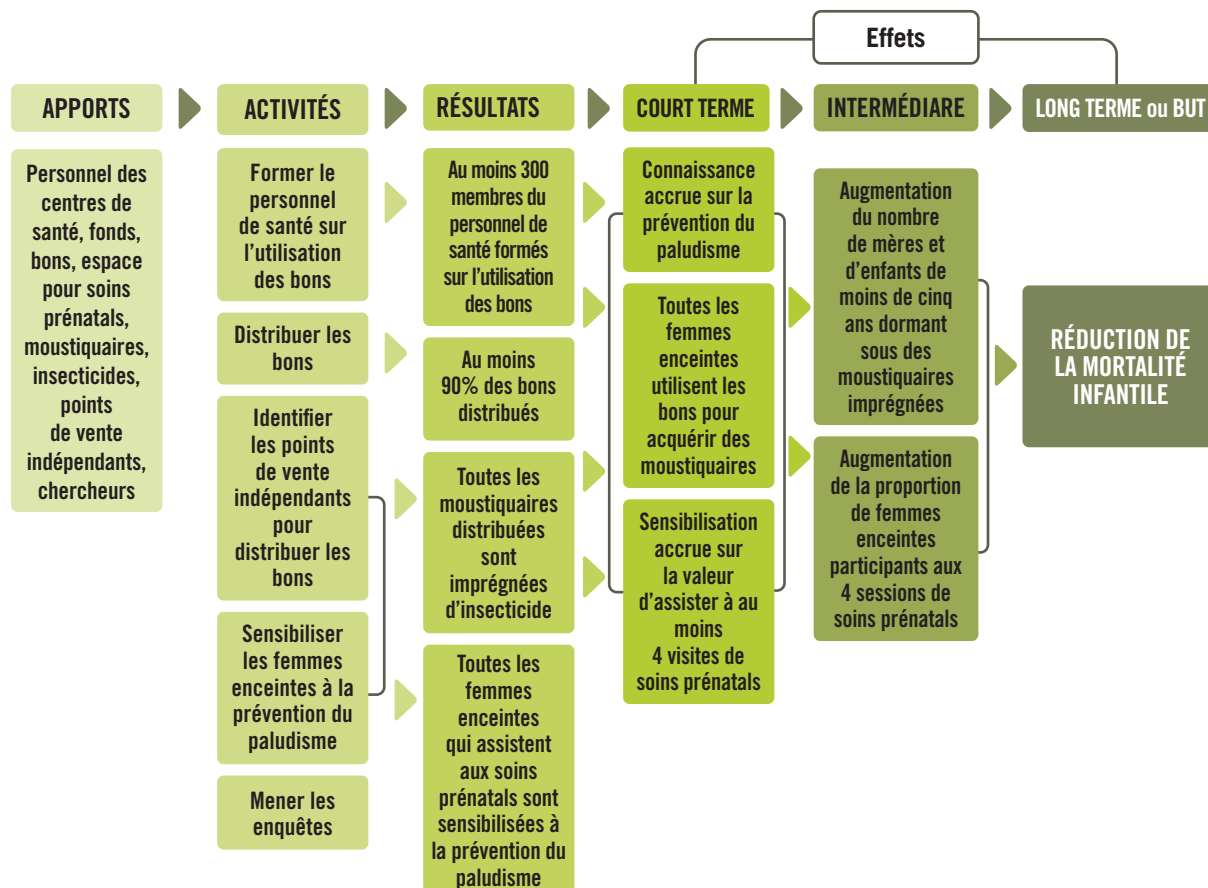 Effets
APPORTS
ACTIVITÉS
RÉSULTATS
COURT TERME
INTERMÉDIARE
LONG TERME ou BUT
Personnel des
centres de
santé, fonds,
bons, espace
pour soins
prénatals,
moustiquaires,
insecticides,
points
de vente
indépendants,
chercheurs
Former le
personnel
de santé sur
l’utilisation
des bons
Distribuer les
bons
Identifier
les points
de vente
indépendants
pour
distribuer les
bons
Sensibiliser
les femmes
enceintes à la
prévention du
paludisme
Mener les
enquêtes
Au moins 300
membres du
personnel de
santé formés
sur l’utilisation
des bons
Au moins
90% des bons
distribués
Toutes les
moustiquaires
distribuées
sont
imprégnées
d’insecticide
Toutes les
femmes
enceintes
qui assistent
aux soins
prénatals sont
sensibilisées à
la prévention du
paludisme
Connaissance
accrue sur la
prévention du
paludisme
Toutes les
femmes
enceintes
utilisent les
bons pour
acquérir des
moustiquaires
Sensibilisation
accrue sur
la valeur
d’assister à au
moins
4 visites de
soins prénatals
Augmentation
du nombre
de mères et
d’enfants de
moins de cinq
ans dormant
sous des
moustiquaires
imprégnées
Augmentation
de la proportion
de femmes
enceintes
participants aux
4 sessions de
soins prénatals
RÉDUCTION DE
LA MORTALITÉ
INFANTILE